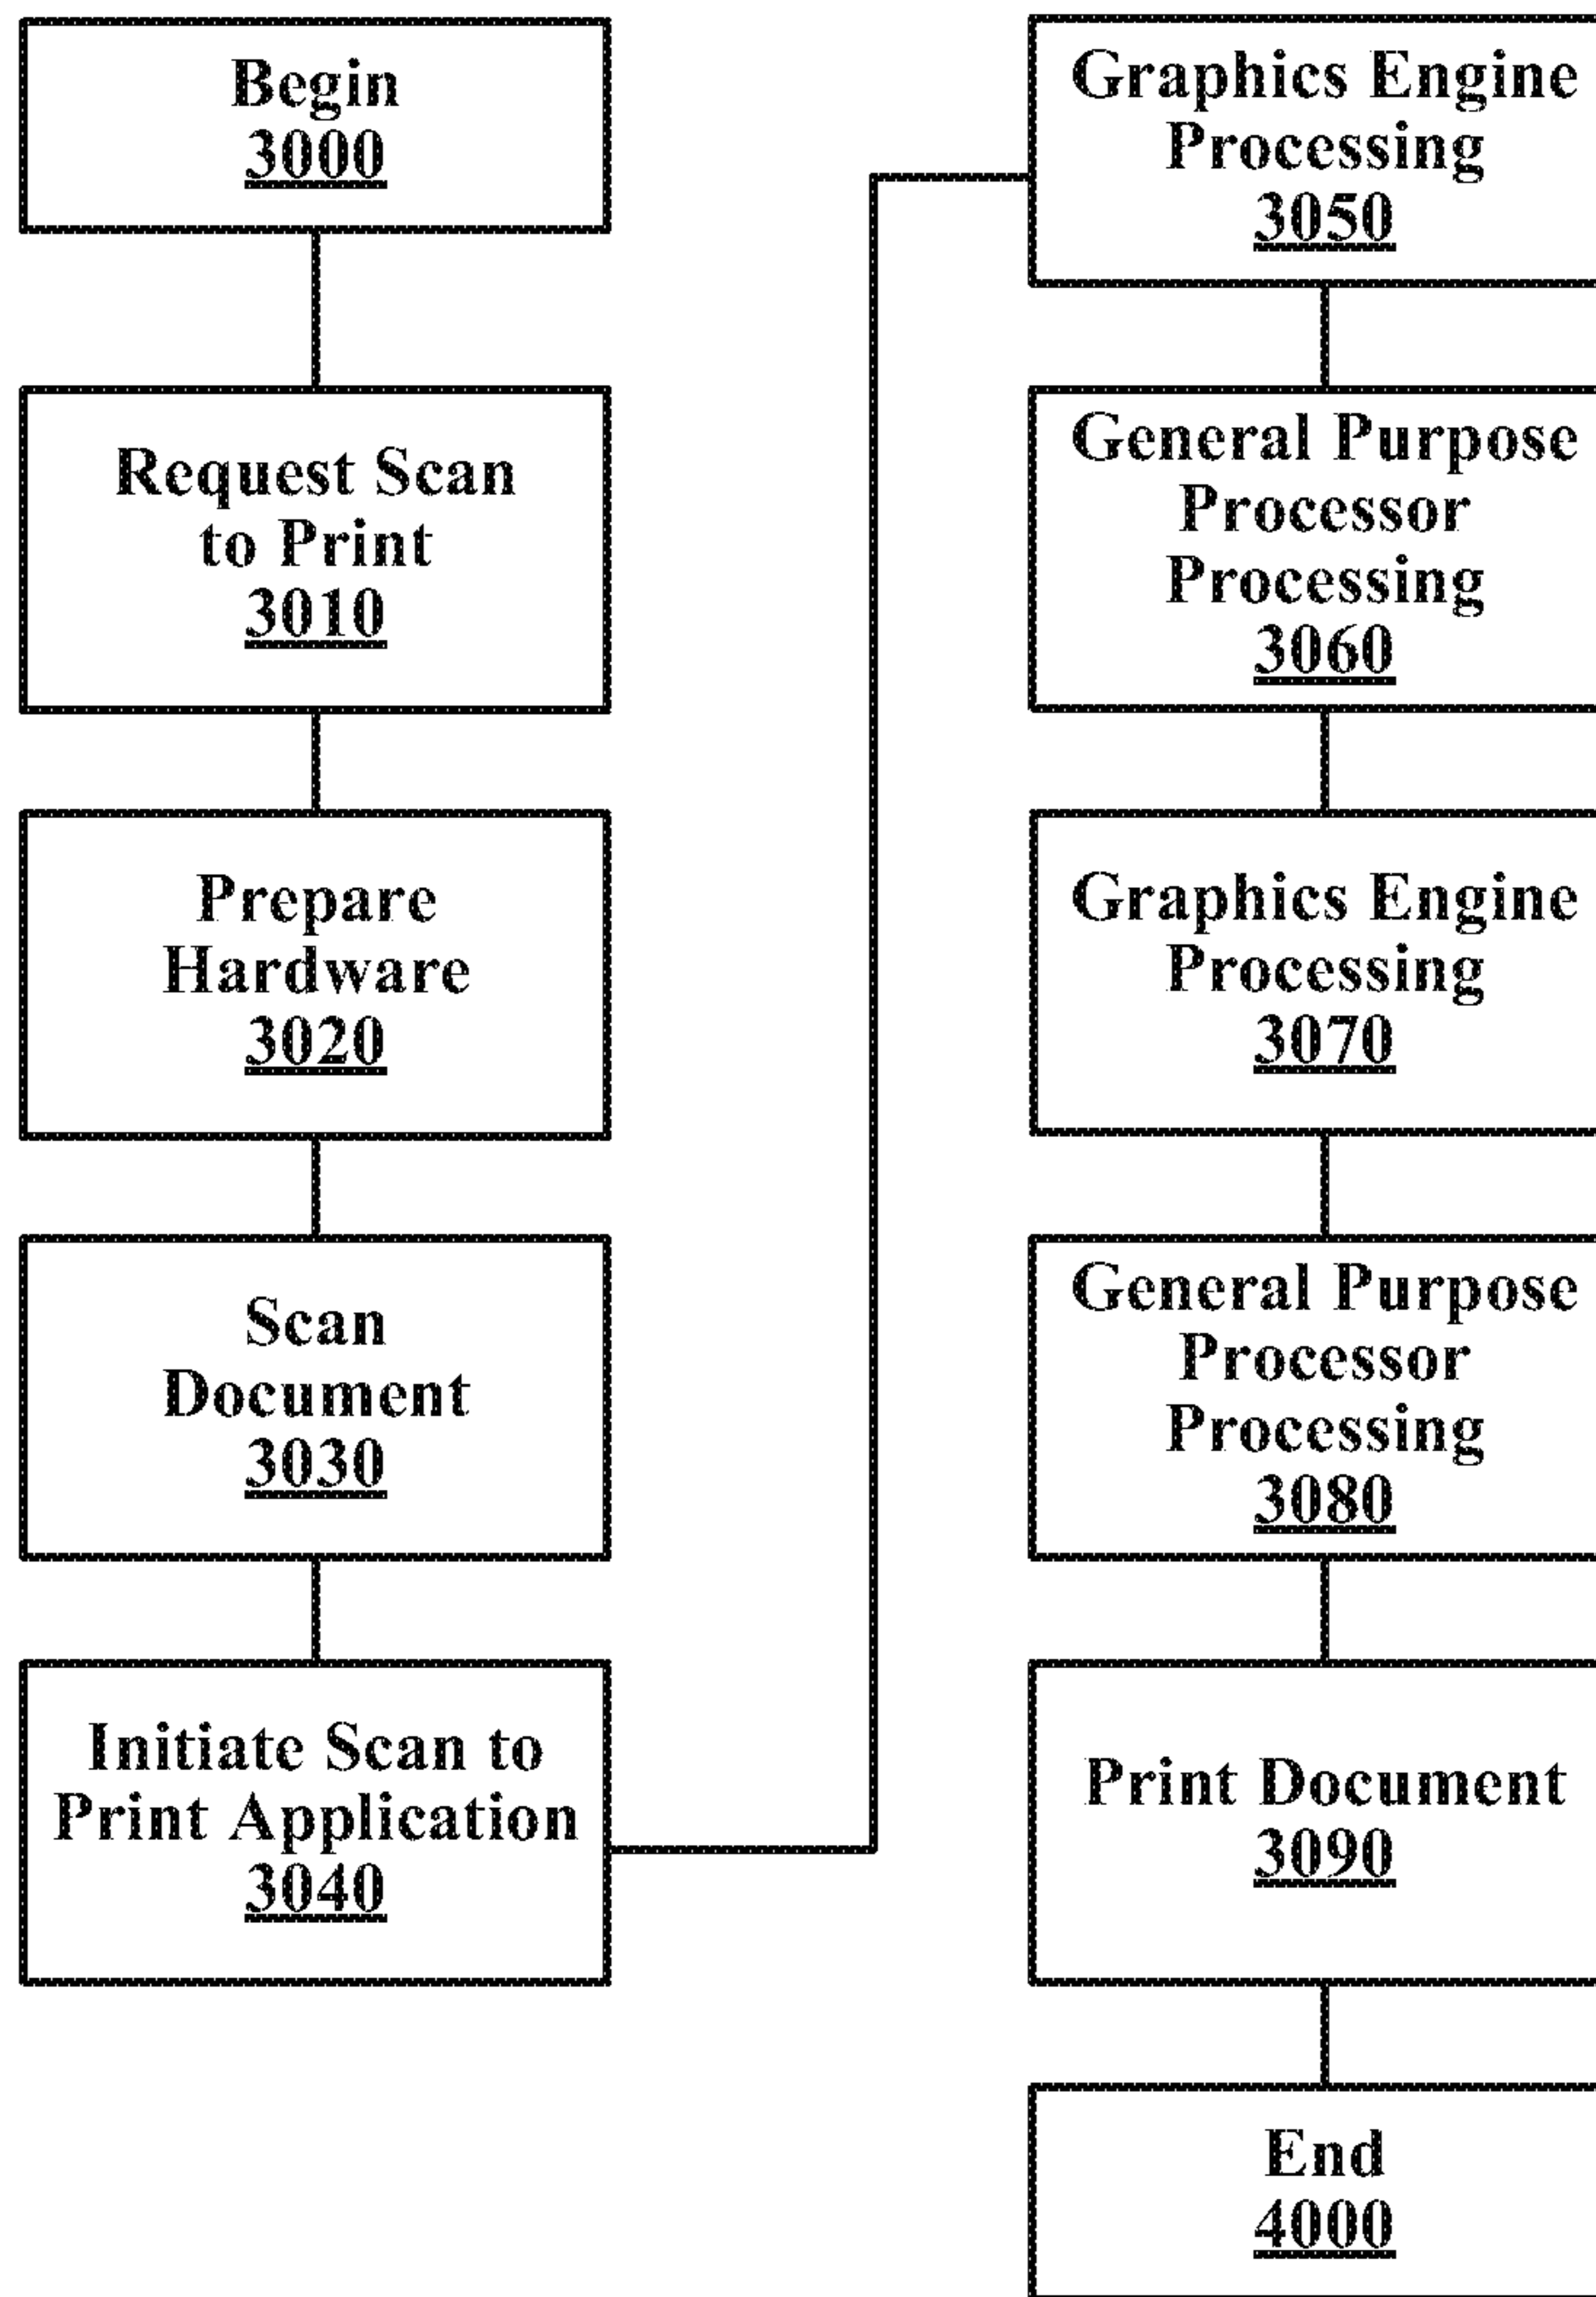 Begin
3000
Request Scan
to Print
3010
Prepare
Hardware
3020
Scan
Document
3030
Initiate Scan to
Print Application
3040
Graphics Engine
Processing
3050
General Purpose
Processor
Processing
3060
Graphics Engine
Processing
3070
General Purpose
Processor
Processing
3080
Print Document
3090
End
4000